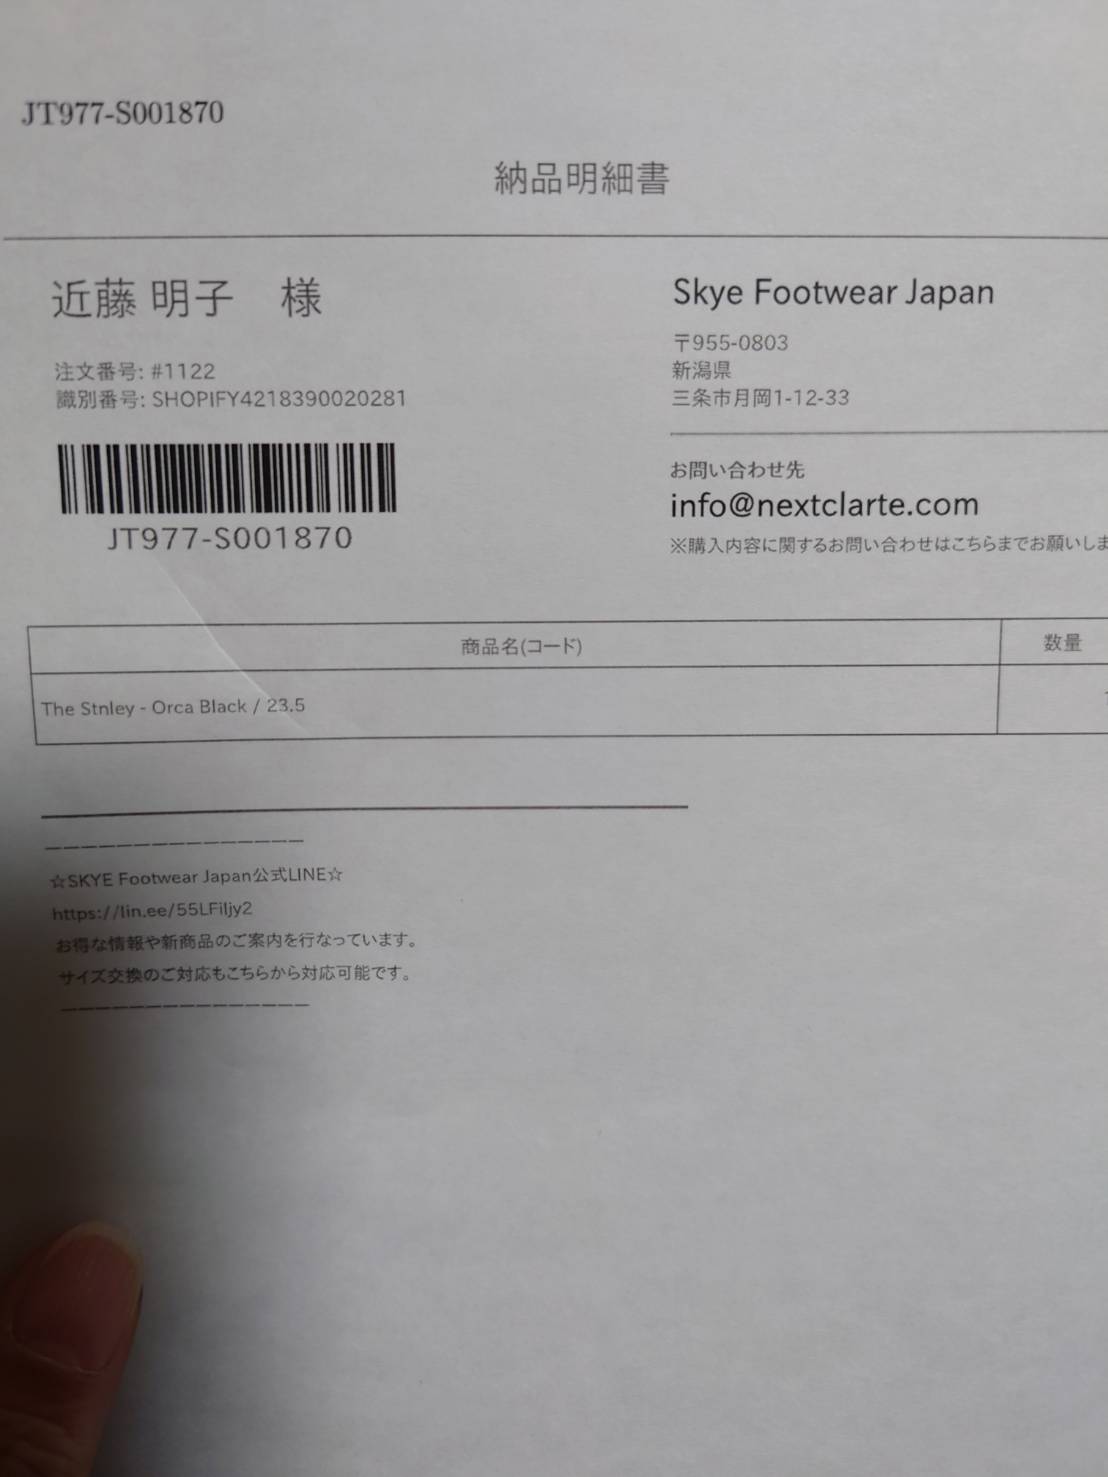 JT977-S001870
納品明細書
近藤 明子　様
注文番号: #1122
識別番号: SHOPIFY4218390020281
JT977-S001870
Skye Footwear Japan
〒955-0803
新潟県
三条市月岡1-12-33
お問い合わせ先
info@nextclarte.com
※購入内容に関するお問い合わせはこちらまでお願いしま
商品名(コード)
数量
The Stnley - Orca Black / 23.5
☆SKYE Footwear Japan公式LINE☆
https://lin.ee/55LFiljy2
お得な情報や新商品のご案内を行なっています。
サイズ交換のご対応もこちらから対応可能です。